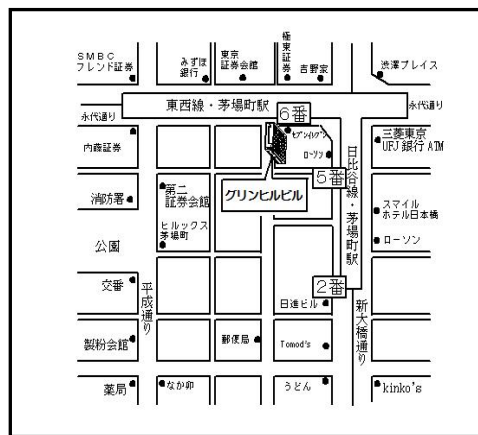 SMBC
フレンド証券
みずほ
銀行
東京
証券会館
極東証券
吉野家
渋澤プレイス
永代通り
東西線・茅場町駅
永代通り
6番
内藤証券
セブンイレブン
ローソン
三菱東京
UFJ銀行ATM
日比谷線・茅場町駅
5番
グリンヒルビル
消防署
第二
証券会館
スマイル
ホテル日本橋
公園
ヒルックス
茅場町
ローソン
交番
平成通り
2番
日進ビル
新大橋通り
製粉会館
郵便局
Tomod's
薬局
なか卯
うどん
kinko's